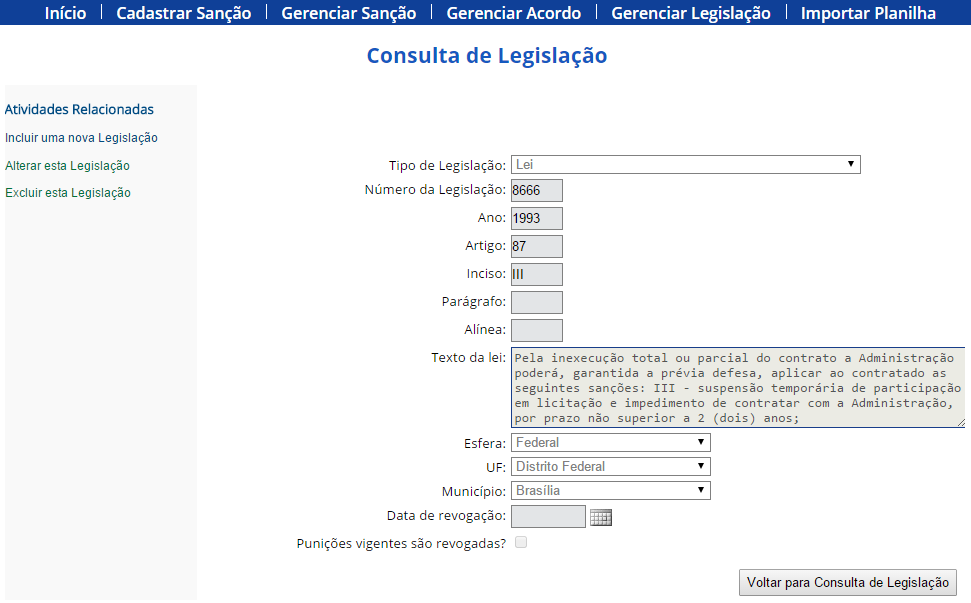 Início Cadastrar Sanção Gerenciar Sanção Gerenciar Acordo Gerenciar Legislação Importar Planilha
Consulta de Legislação
Atividades Relacionadas
Incluir uma nova Legislação
Alterar esta Legislação
Excluir esta Legislação
Tipo de Legislação: Lei
Número da Legislação: 8666
Ano: 1993
Artigo: 87
Inciso: III
Parágrafo:
Alínea:
Texto da lei: Pela inexecução total ou parcial do contrato a Administração
poderá, garantida a prévia defesa, aplicar ao contratado as
seguintes sanções: III - suspensão temporária de participação
em licitação e impedimento de contratar com a Administração,
por prazo não superior a 2 (dois) anos;
Esfera: Federal
UF: Distrito Federal
Município: Brasília
Data de revogação:
Punições vigentes são revogadas?
Voltar para Consulta de Legislação